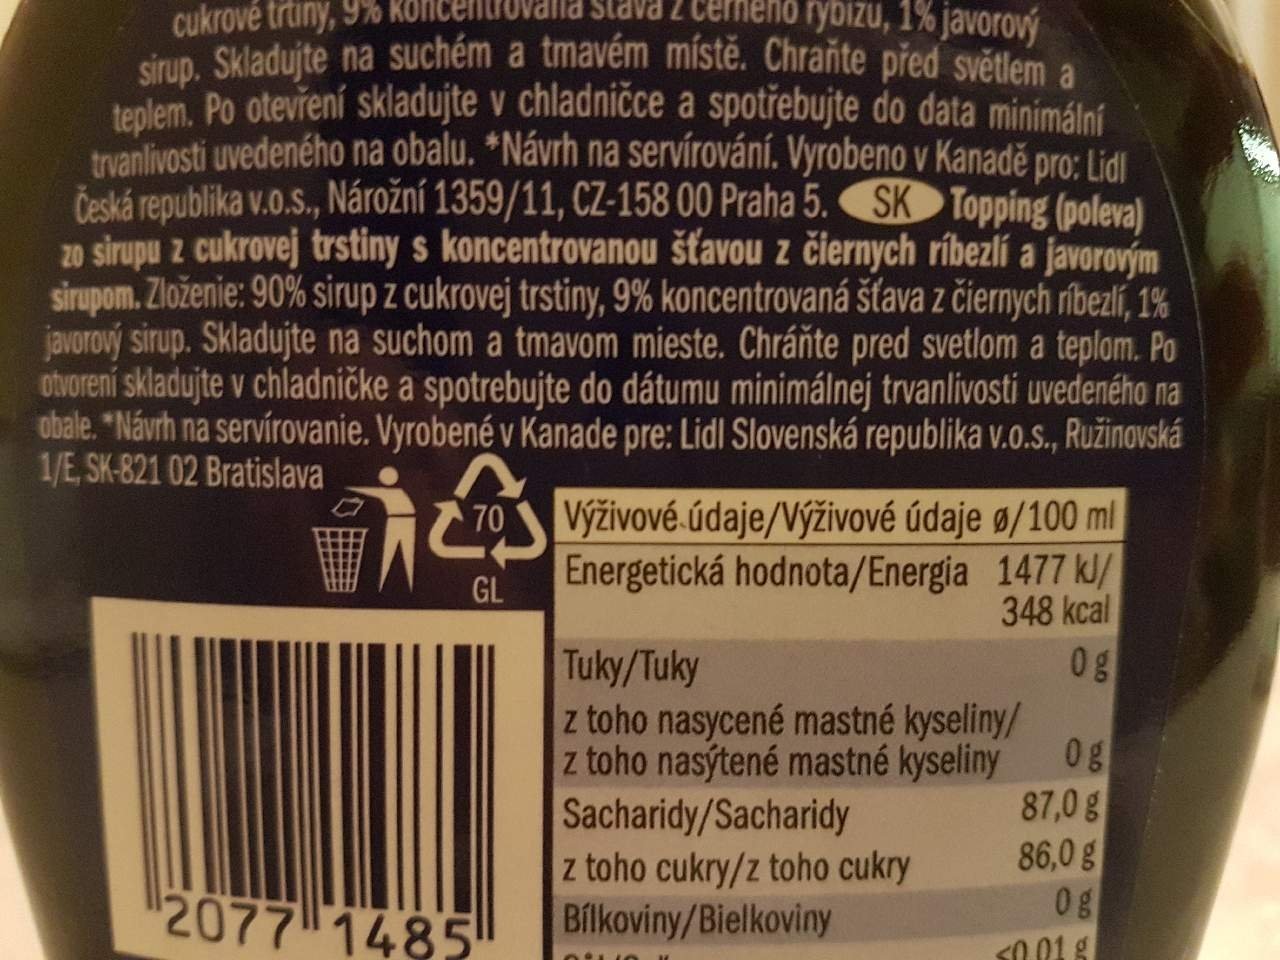 cukrové třtiny, 9% koncentrovaná šťáva z černého rybízu, 1% javorový
sirup. Skladujte na suchém a tmavém místě. Chraňte před světlem a
teplem. Po otevření skladujte v chladničce a spotřebujte do data minimální
trvanlivosti uvedeného na obalu. *Návrh na servírování. Vyrobeno v Kanadě pro: Lidl
Česká republika v.o.s., Nárožní 1359/11, CZ-158 00 Praha 5. SK Topping (poleva)
zo sirupu z cukrovej trstiny s koncentrovanou šťavou z čiernych ríbezlí a javorovým
sirupom. Zloženie: 90% sirup z cukrovej trstiny, 9% koncentrovaná šťava z čiernych ríbezlí, 1%
javorový sirup. Skladujte na suchom a tmavom mieste. Chráňte pred svetlom a teplom. Po
otvorení skladujte v chladničke a spotrebujte do dátumu minimálnej trvanlivosti uvedeného na
obale. *Návrh na servírovanie. Vyrobené v Kanade pre: Lidl Slovenská republika v.o.s., Ružinovská
1/E, SK-821 02 Bratislava
70
GL
Výživové údaje/Výživové údaje ø/100 ml
Energetická hodnota/Energia 1477 kJ/
348 kcal
Tuky/Tuky 0 g
z toho nasycené mastné kyseliny/
z toho nasýtené mastné kyseliny 0 g
Sacharidy/Sacharidy 87,0 g
z toho cukry/z toho cukry 86,0 g
Bílkoviny/Bielkoviny 0 g
<0,01 g
2077 1485